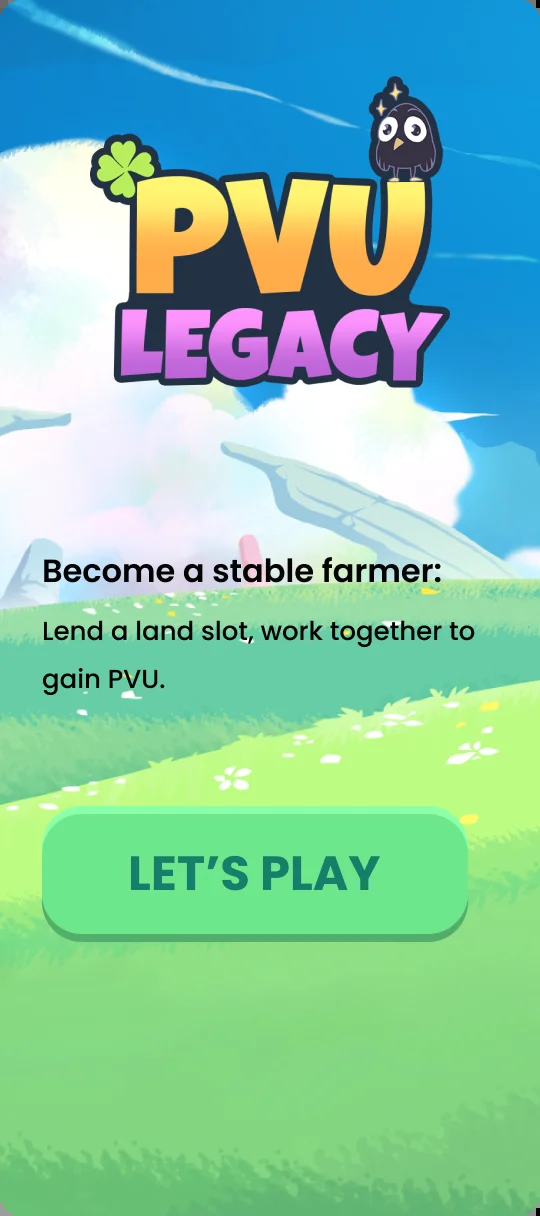 PVU
LEGACY
Become a stable farmer:
Lend a land slot, work together to
gain PVU.
LET’S PLAY